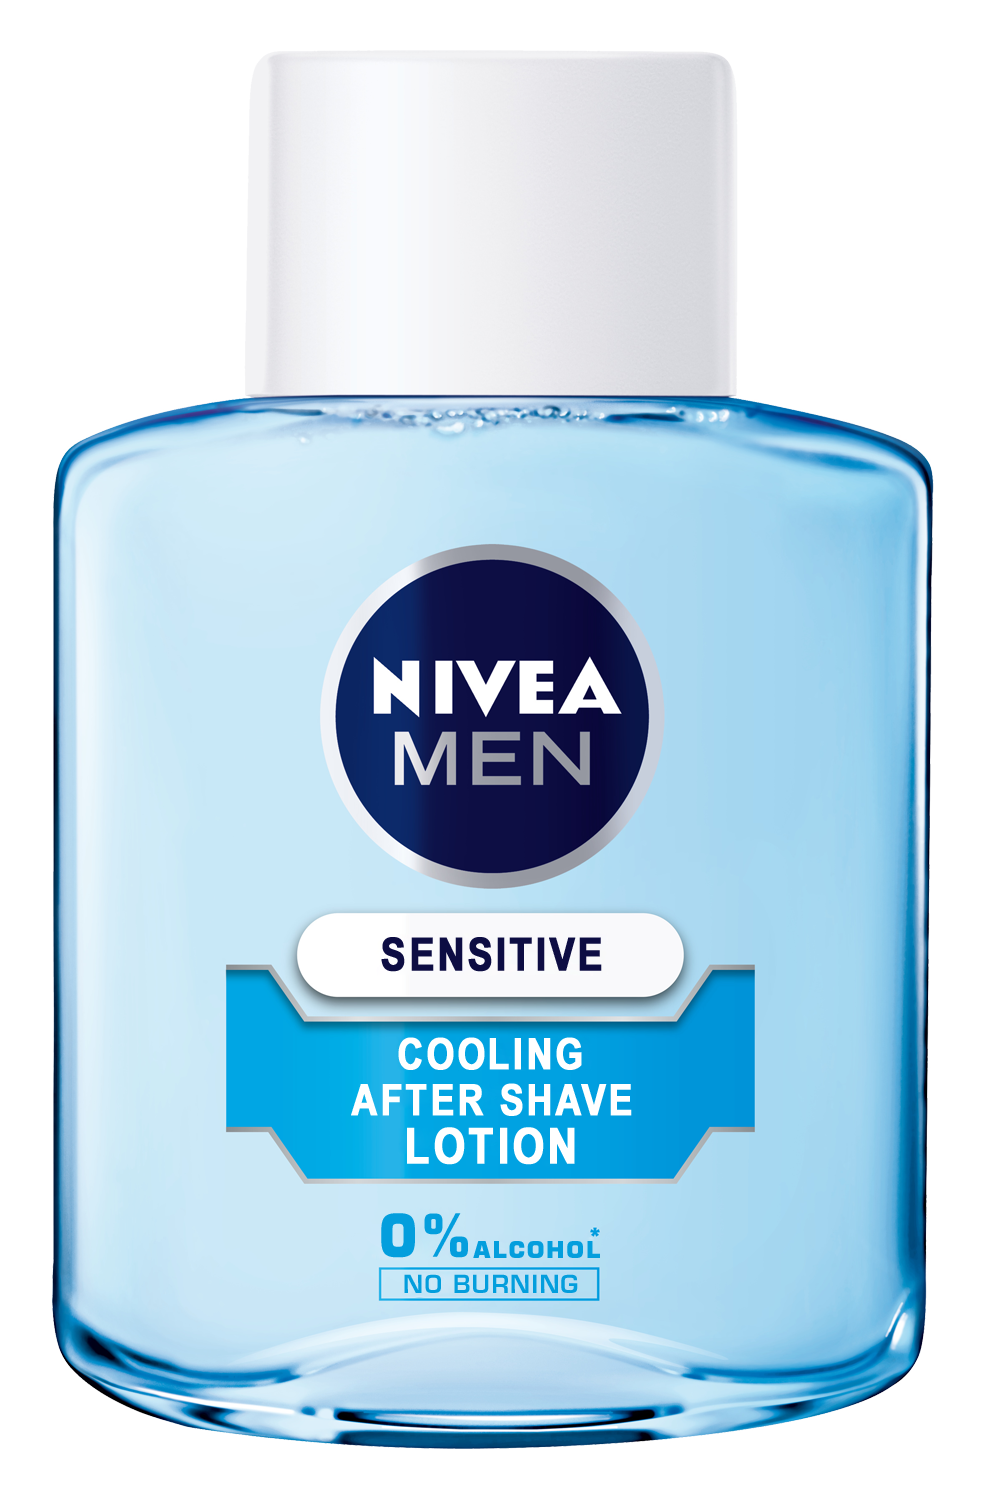 NIVEA
MEN
SENSITIVE
COOLING
AFTER SHAVE
LOTION
0% ALCOHOL*
NO BURNING